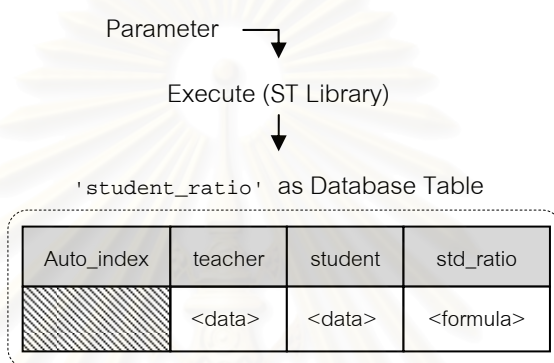 Parameter
Execute (ST Library)
'student_ratio' as Database Table
Auto_index teacher student std_ratio
<data> <data> <formula>